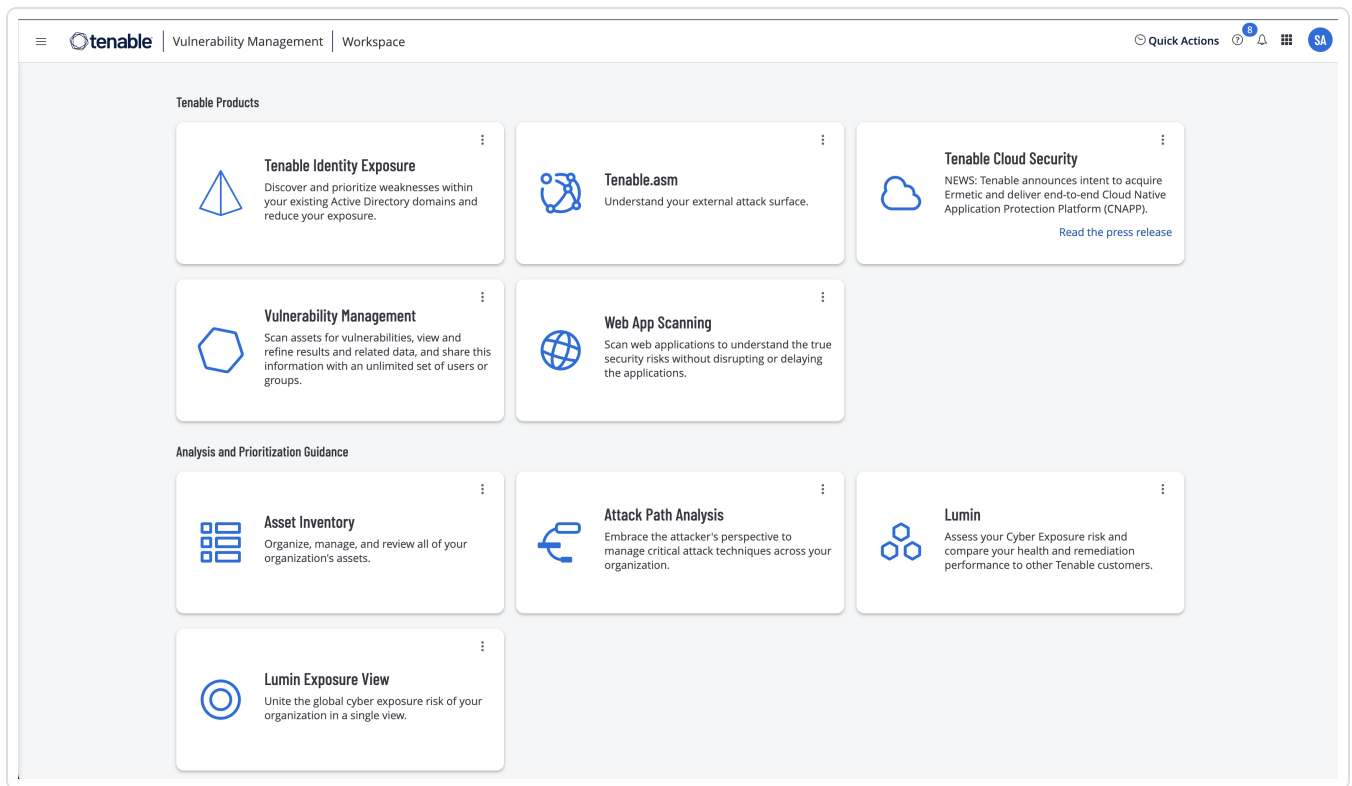 tenable
Vulnerability Management
Workspace
Quick Actions
8
SA
Tenable Products
Tenable Identity Exposure
Discover and prioritize weaknesses within
your existing Active Directory domains and
reduce your exposure.
Tenable.asm
Understand your external attack surface.
Tenable Cloud Security
NEWS: Tenable announces intent to acquire
Ermetic and deliver end-to-end Cloud Native
Application Protection Platform (CNAPP).
Read the press release
Vulnerability Management
Scan assets for vulnerabilities, view and
refine results and related data, and share this
information with an unlimited set of users or
groups.
Web App Scanning
Scan web applications to understand the true
security risks without disrupting or delaying
the applications.
Analysis and Prioritization Guidance
Asset Inventory
Organize, manage, and review all of your
organization's assets.
Attack Path Analysis
Embrace the attacker's perspective to
manage critical attack techniques across your
organization.
Lumin
Assess your Cyber Exposure risk and
compare your health and remediation
performance to other Tenable customers.
Lumin Exposure View
Unite the global cyber exposure risk of your
organization in a single view.